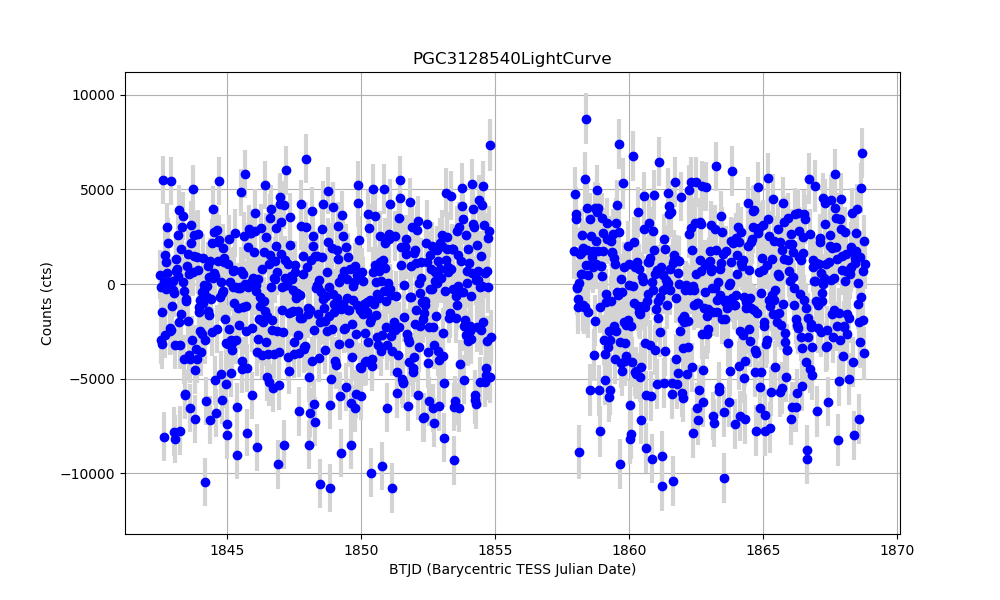 PGC3128540LightCurve
10000
5000
0
−5000
−10000
Counts (cts)
1845 1850 1855 1860 1865 1870
BTJD (Barycentric TESS Julian Date)